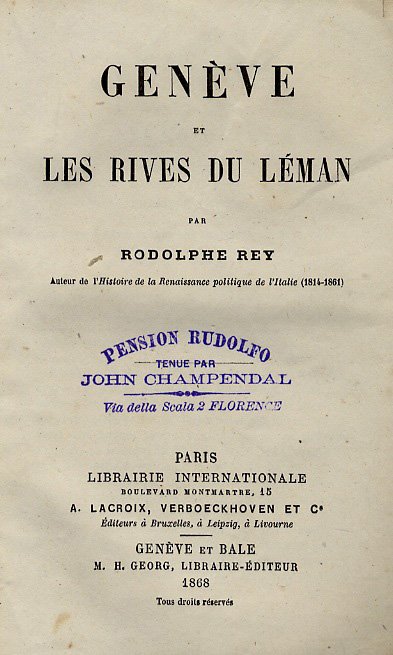 GENÈVE
ET
LES RIVES DU LÉMAN
PAR
RODOLPHE REY
Auteur de l'Histoire de la Renaissance politique de l'Italie (1814-1861)
PENSION RUDOLFO
TENUE PAR
JOHN CHAMPENDAL
Via della Scala 2 FLORENCE
PARIS
LIBRAIRIE INTERNATIONALE
BOULEVARD MONTMARTRE, 15
A. LACROIX, VERBOECKHOVEN ET Cᵉ
Éditeurs à Bruxelles, à Leipzig, à Livourne
GENÈVE ET BALE
M. H. GEORG, LIBRAIRE-ÉDITEUR
1868
Tous droits réservés